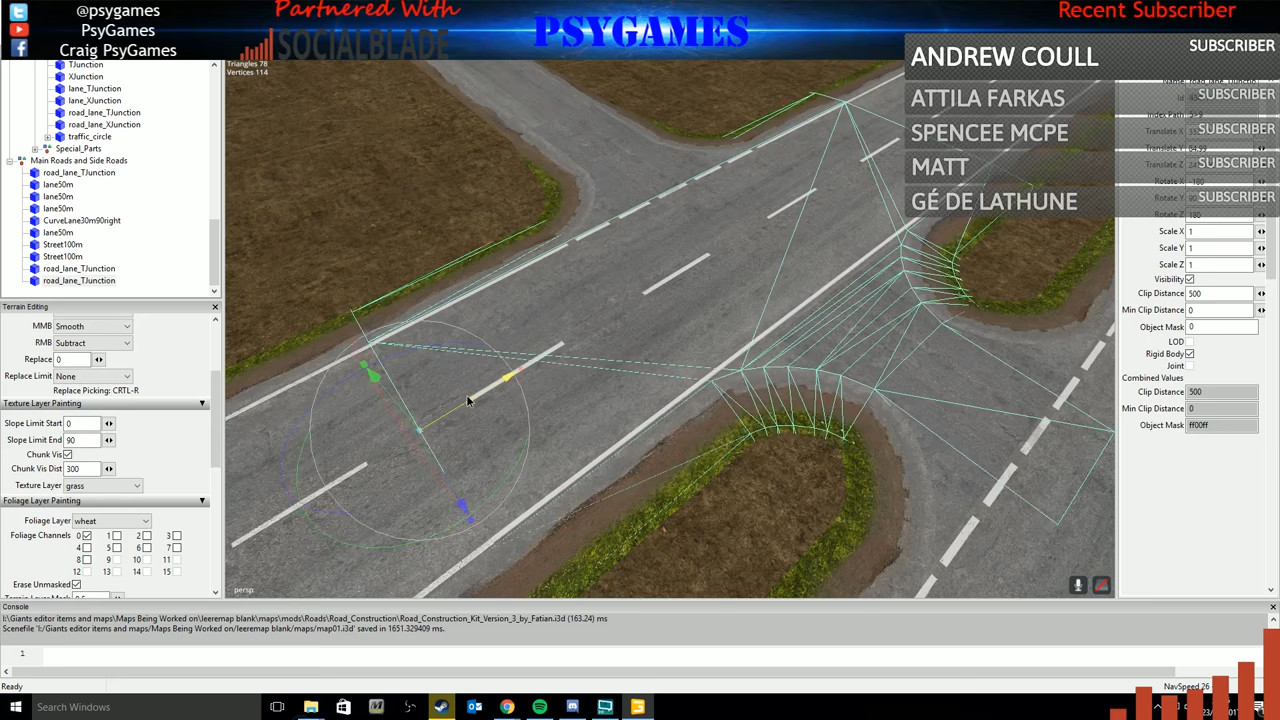 @psygames
PsyGames
Craig PsyGames
Partnered With
SOCIALBLADE
PSYGAMES
Recent Subscriber
ANDREW COULL SUBSCRIBER
ATTILA FARKAS SUBSCRIBER
SPENCEE MCPE SUBSCRIBER
MATT SUBSCRIBER
GÉ DE LATHUNE SUBSCRIBER
Triangles 78
Vertices 114
TJunction
XJunction
lane_TJunction
lane_XJunction
road_lane_TJunction
road_lane_XJunction
traffic_circle
Special_Parts
Main Roads and Side Roads
road_lane_TJunction
lane50m
lane50m
lane50m
CurveLane30m90right
lane50m
Street100m
Street100m
road_lane_TJunction
road_lane_TJunction
Terrain Editing
MMB Smooth
RMB Subtract
Replace 0
Replace Limit None
Replace Picking: CRTL-R
Texture Layer Painting
Slope Limit Start 0
Slope Limit End 90
Chunk Vis
Chunk Vis Dist 300
Texture Layer grass
Foliage Layer Painting
Foliage Layer wheat
Foliage Channels 0 1 2 3
4 5 6 7
8 9 10 11
12 13 14 15
Erase Unmasked
persp
Translate X
Translate Y
Translate Z
Rotate X -180
Rotate Y
Rotate Z 180
Scale X 1
Scale Y 1
Scale Z 1
Visibility
Clip Distance 500
Min Clip Distance 0
Object Mask 0
LOD
Rigid Body
Joint
Combined Values
Clip Distance 500
Min Clip Distance 0
Object Mask ff00ff
Console
I:\Giants editor items and maps\Maps Being Worked on\leeremap blank\maps\mods\Roads\Road_Construction\Road_Construction_Kit_Version_3_by_Fatian.i3d (163.24) ms
Scenefile 'I:/Giants editor items and maps/Maps Being Worked on/leeremap blank/maps/map01.i3d' saved in 1651.329409 ms.
1
Ready
NavSpeed 26
Search Windows